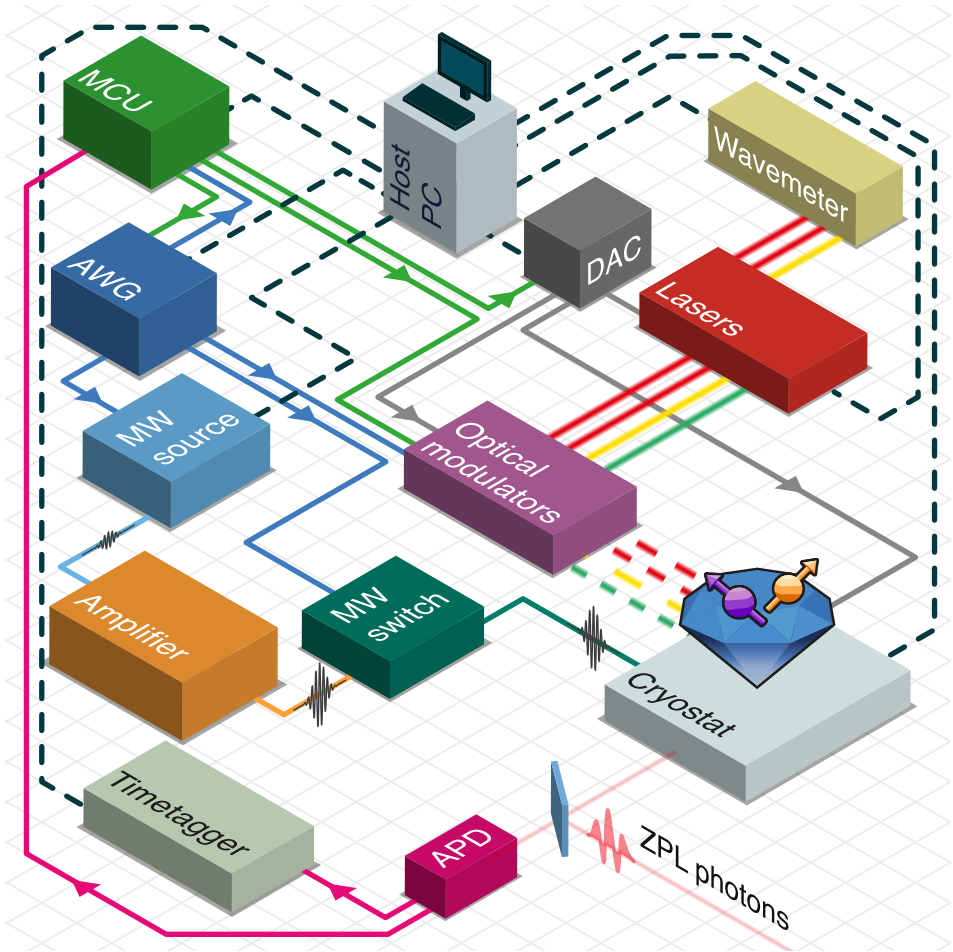 MCU
Host
PC
Wavemeter
DAC
AWG
Lasers
MW
source
Optical
modulators
Amplifier
MW
switch
Cryostat
Timetagger
APD
ZPL photons